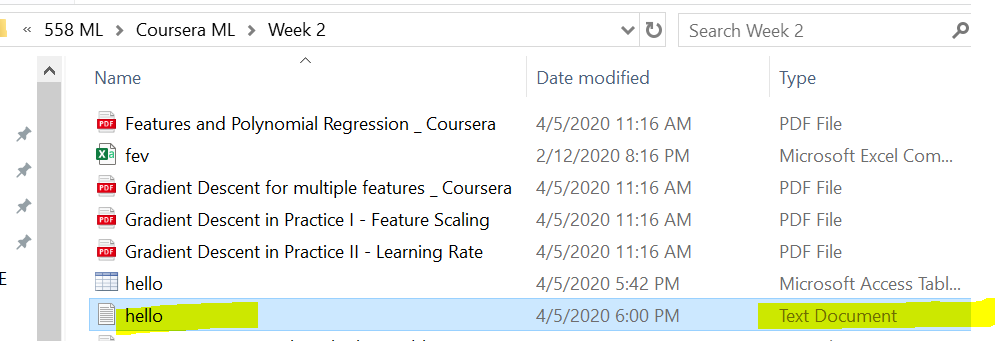 « 558 ML > Coursera ML > Week 2 Search Week 2
Name Date modified Type
PDF Features and Polynomial Regression _ Coursera 4/5/2020 11:16 AM PDF File
fev 2/12/2020 8:16 PM Microsoft Excel Com...
PDF Gradient Descent for multiple features _ Coursera 4/5/2020 11:16 AM PDF File
PDF Gradient Descent in Practice I - Feature Scaling 4/5/2020 11:16 AM PDF File
PDF Gradient Descent in Practice II - Learning Rate 4/5/2020 11:16 AM PDF File
E hello 4/5/2020 5:42 PM Microsoft Access Tabl...
hello 4/5/2020 6:00 PM Text Document